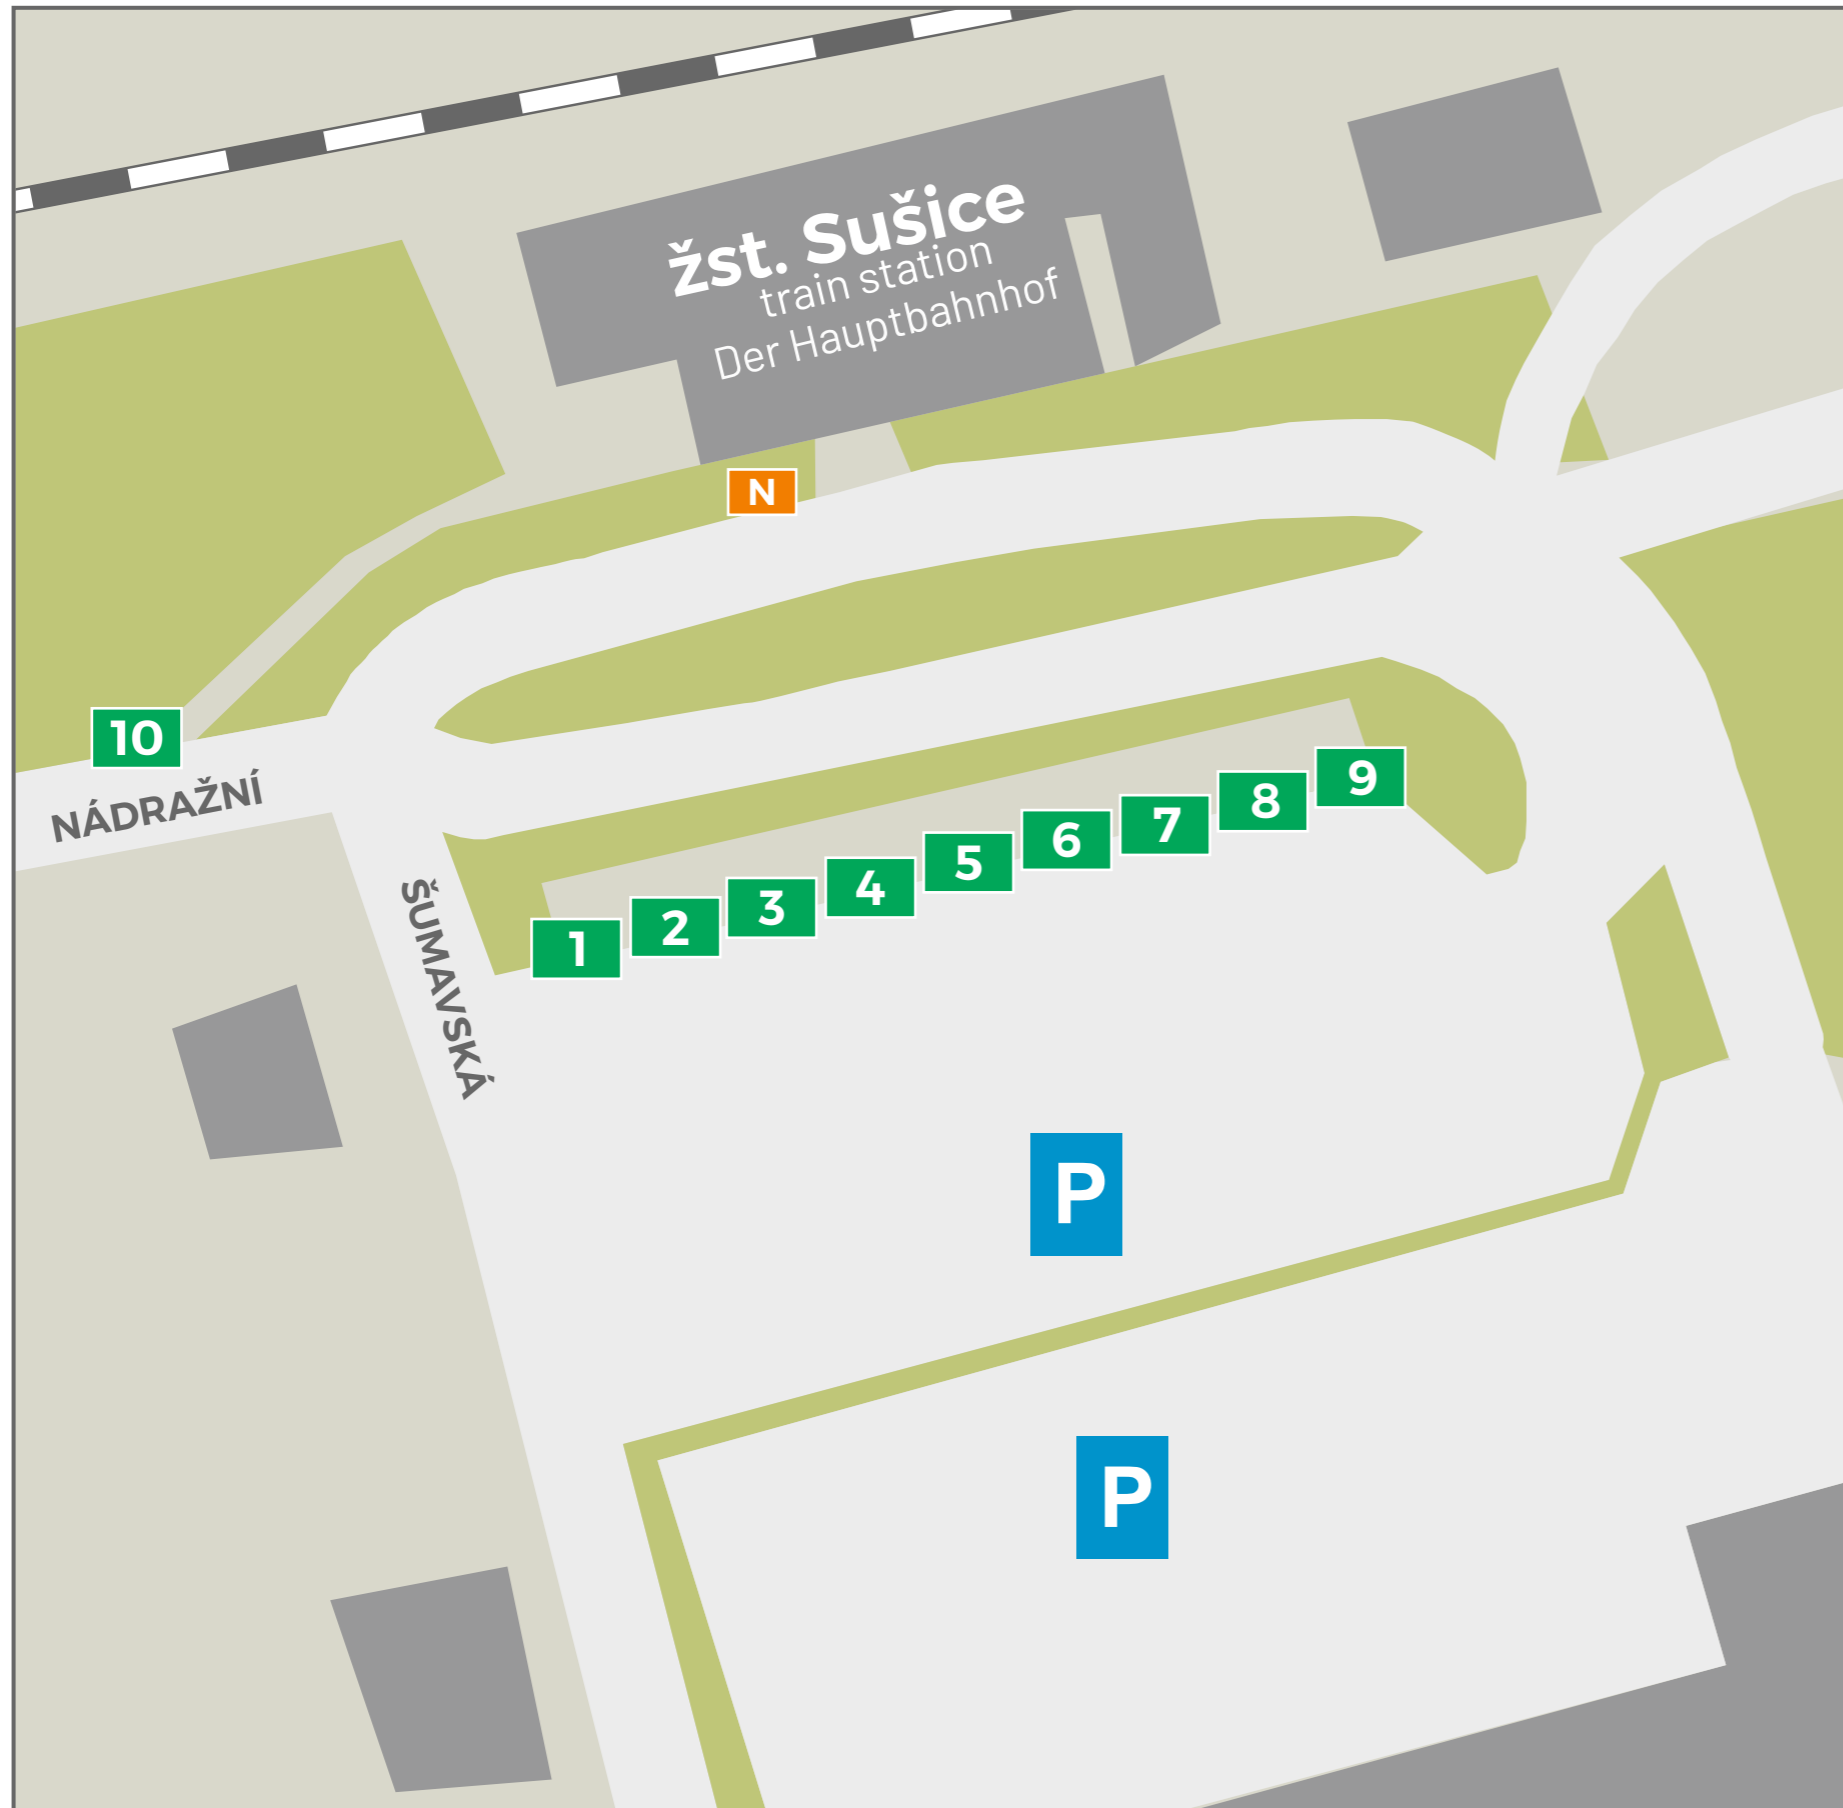 žst. Sušice
train station
Der Hauptbahnhof
N
10
NÁDRAŽNÍ
9
8
7
6
5
4
3
2
1
ŠUMAVSKÁ
P
P